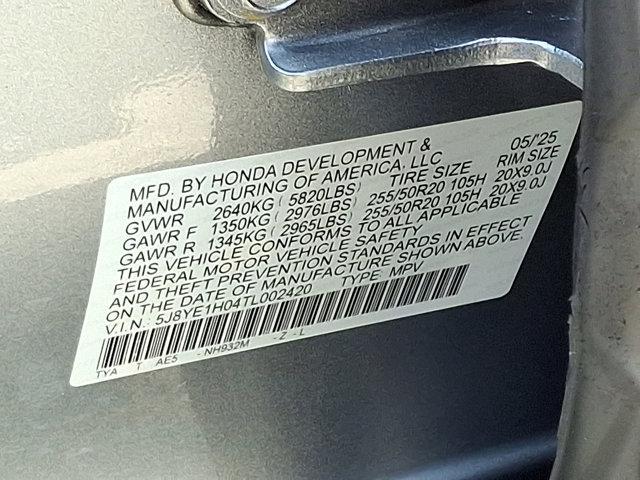 MFD. BY HONDA DEVELOPMENT & 05/'25
MANUFACTURING OF AMERICA, LLC
GVWR 2640KG ( 5820LBS) TIRE SIZE RIM SIZE
GAWR F 1350KG ( 2976LBS) 255/50R20 105H 20X9.0J
GAWR R 1345KG ( 2965LBS) 255/50R20 105H 20X9.0J
THIS VEHICLE CONFORMS TO ALL APPLICABLE
FEDERAL MOTOR VEHICLE SAFETY
AND THEFT PREVENTION STANDARDS IN EFFECT
ON THE DATE OF MANUFACTURE SHOWN ABOVE.
V.I.N.: 5J8YE1H04TL002420 TYPE: MPV
TYA T AE5 - NH932M - Z - L